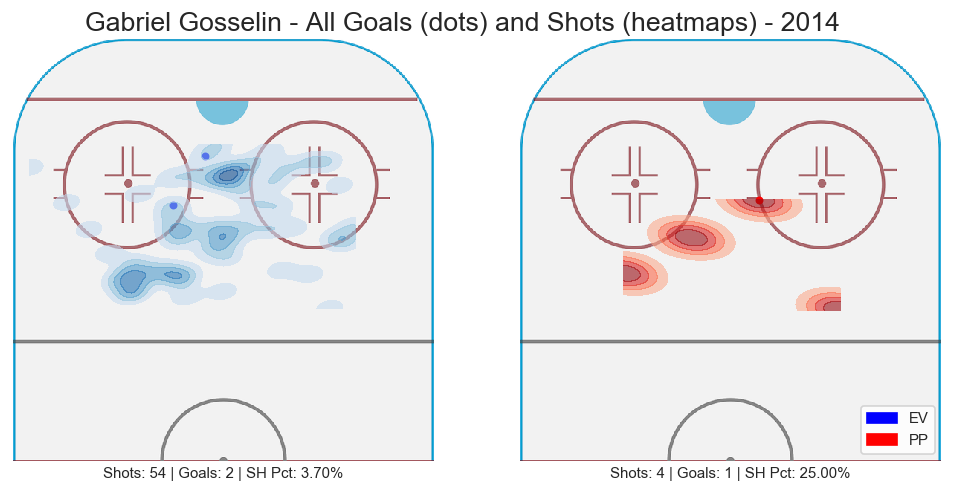 Gabriel Gosselin - All Goals (dots) and Shots (heatmaps) - 2014
EV
PP
Shots: 54 | Goals: 2 | SH Pct: 3.70%
Shots: 4 | Goals: 1 | SH Pct: 25.00%